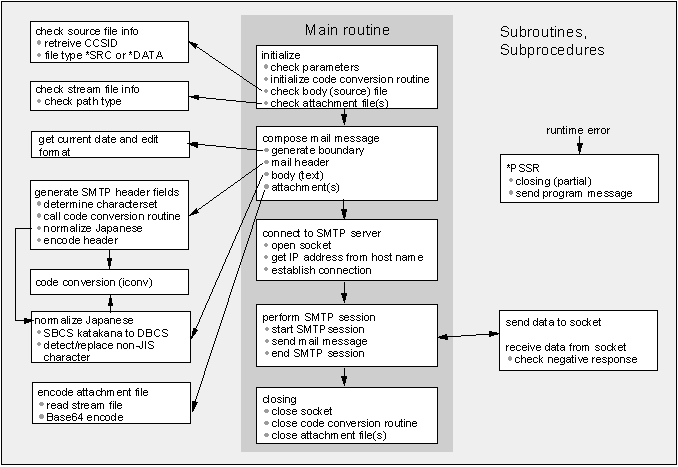 check source file info
retreive CCSID
file type *SRC or *DATA
check stream file info
check path type
get current date and edit
format
generate SMTP header fields
determine characterset
call code conversion routine
normalize Japanese
encode header
code conversion (iconv)
normalize Japanese
SBCS katakana to DBCS
detect/replace non-JIS
character
encode attachment file
read stream file
Base64 encode
Main routine
initialize
check parameters
initialize code conversion routine
check body (source) file
check attachment file(s)
compose mail message
generate boundary
mail header
body (text)
attachment(s)
connect to SMTP server
open socket
get IP address from host name
establish connection
perform SMTP session
start SMTP session
send mail message
end SMTP session
closing
close socket
close code conversion routine
close attachment file(s)
Subroutines,
Subprocedures
runtime error
*PSSR
closing (partial)
send program message
send data to socket
receive data from socket
check negative response